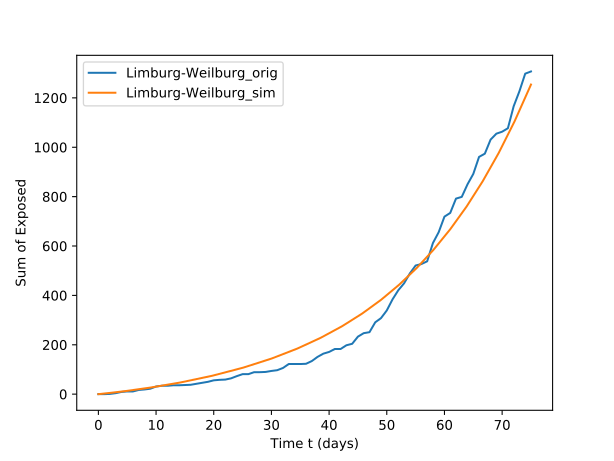 Limburg-Weilburg_orig
Limburg-Weilburg_sim
Sum of Exposed
1200
1000
800
600
400
200
0
0 10 20 30 40 50 60 70
Time t (days)